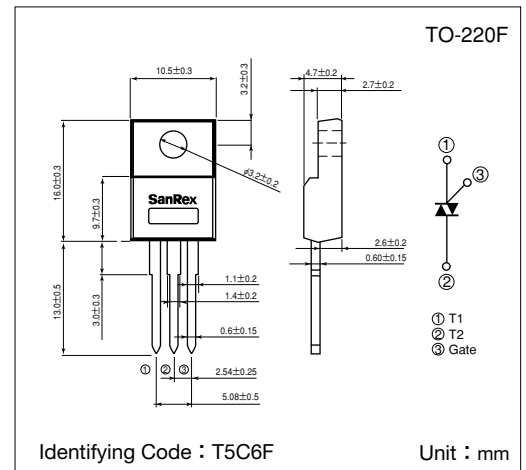 TO-220F
10.5±0.3
3.2±0.3
4.7±0.2
2.7±0.2
16.0±0.3
9.7±0.3
φ3.2±0.2
SanRex
13.0±0.5
3.0±0.3
1.1±0.2
1.4±0.2
0.6±0.15
① ② ③
2.54±0.25
5.08±0.5
2.6±0.2
0.60±0.15
①
③
②
① T1
② T2
③ Gate
Identifying Code：T5C6F
Unit：mm